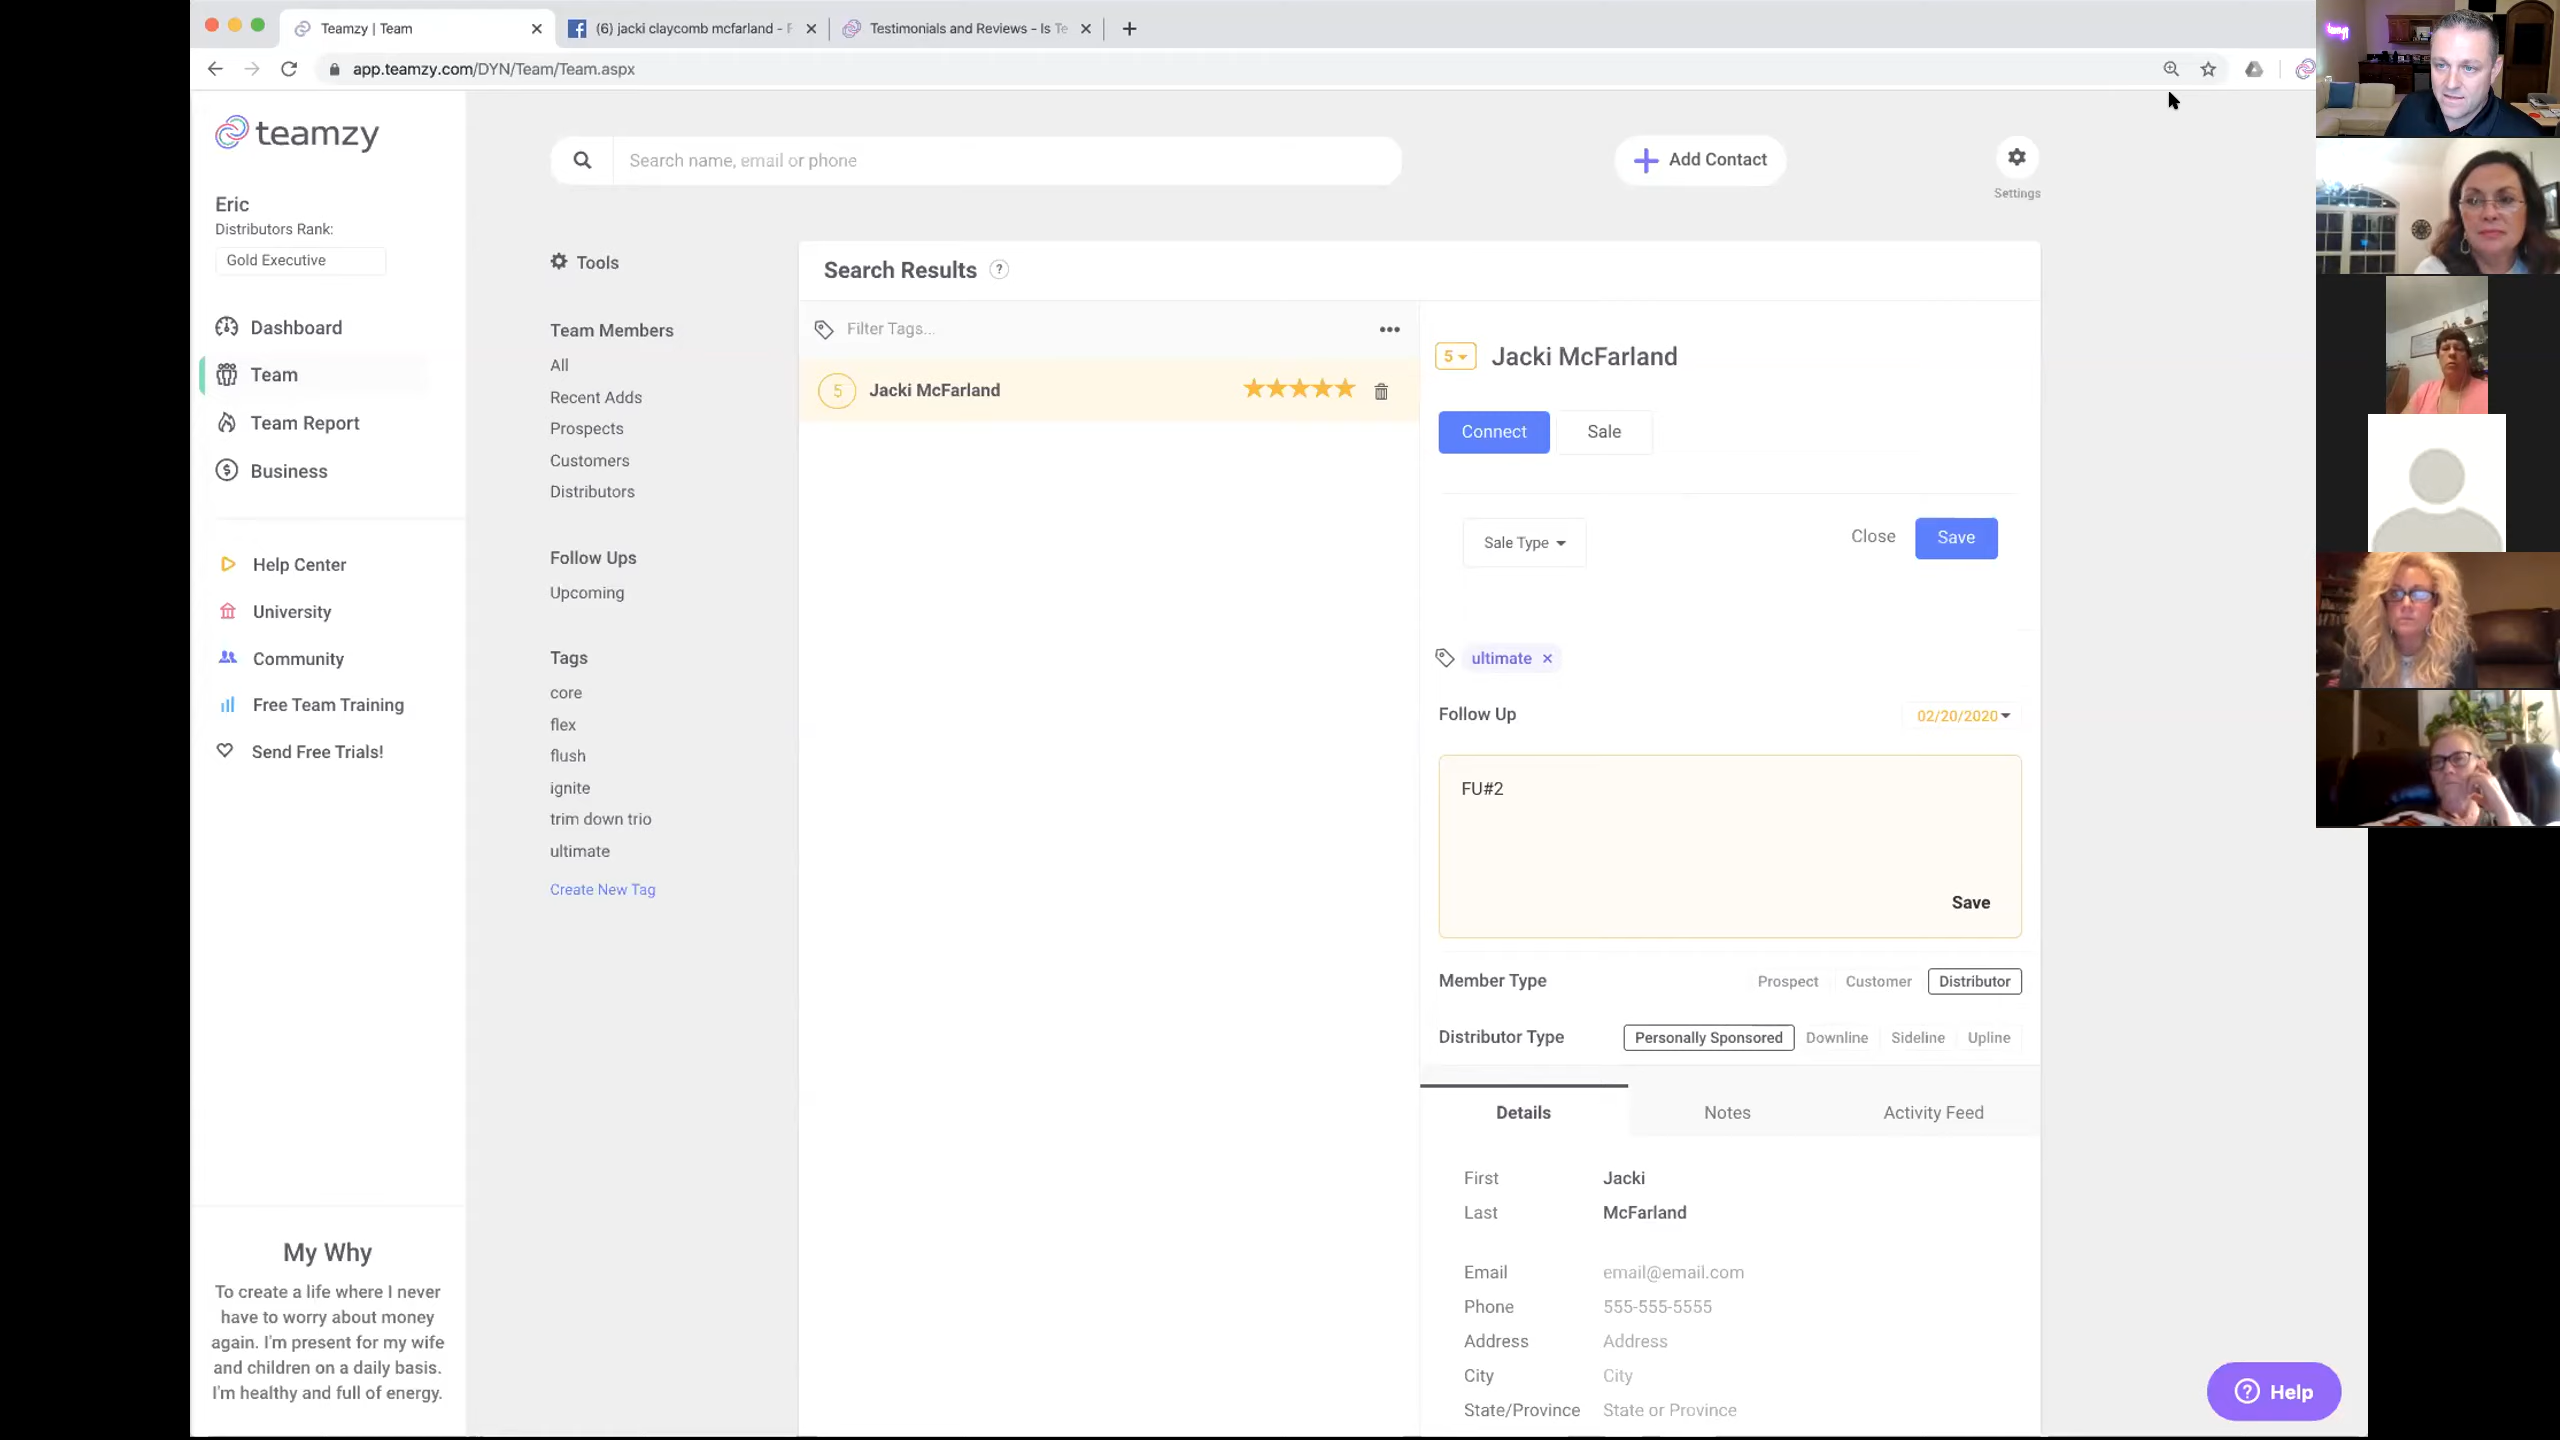 Teamzy | Team
(6) jacki claycomb mcfarland - F
Testimonials and Reviews - Is Te
app.teamzy.com/DYN/Team/Team.aspx
teamzy
Eric
Distributors Rank:
Gold Executive
Dashboard
Team
Team Report
Business
Help Center
University
Community
Free Team Training
Send Free Trials!
My Why
To create a life where I never
have to worry about money
again. I'm present for my wife
and children on a daily basis.
I'm healthy and full of energy.
Search name, email or phone
Add Contact
Settings
Tools
Team Members
All
Recent Adds
Prospects
Customers
Distributors
Follow Ups
Upcoming
Tags
core
flex
flush
ignite
trim down trio
ultimate
Create New Tag
Search Results ?
Filter Tags...
5 Jacki McFarland
5 Jacki McFarland
Connect Sale
Sale Type Close Save
ultimate
Follow Up 02/20/2020
FU#2
Save
Member Type Prospect Customer Distributor
Distributor Type Personally Sponsored Downline Sideline Upline
Details Notes Activity Feed
First Jacki
Last McFarland
Email email@email.com
Phone 555-555-5555
Address Address
City City
State/Province State or Province
? Help